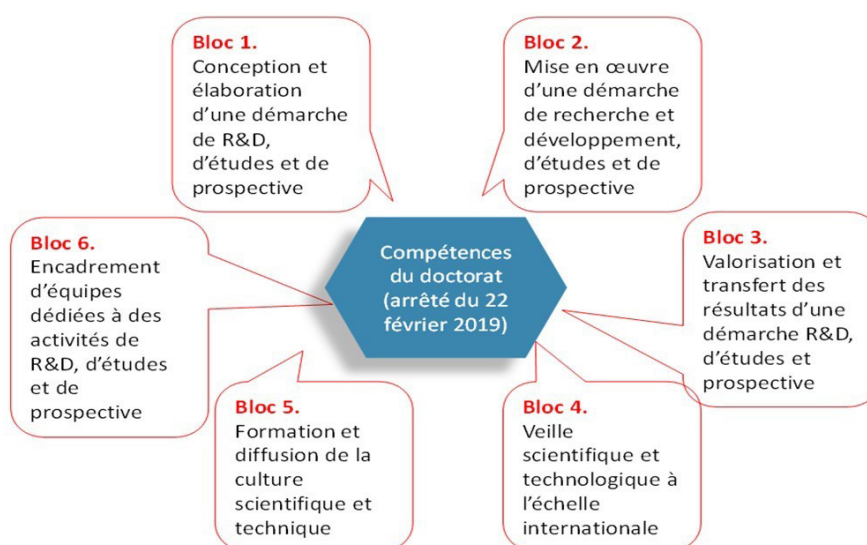 Bloc 1.
Conception et
élaboration
d’une démarche
de R&D,
d’études et de
prospective
Bloc 2.
Mise en œuvre
d’une démarche
de recherche et
développement,
d’études et de
prospective
Bloc 6.
Encadrement
d’équipes
dédiées à des
activités de
R&D, d’études
et de
prospective
Compétences
du doctorat
(arrêté du 22
février 2019)
Bloc 3.
Valorisation et
transfert des
résultats d’une
démarche R&D,
d’études et
prospective
Bloc 5.
Formation et
diffusion de la
culture
scientifique et
technique
Bloc 4.
Veille
scientifique et
technologique à
l’échelle
internationale